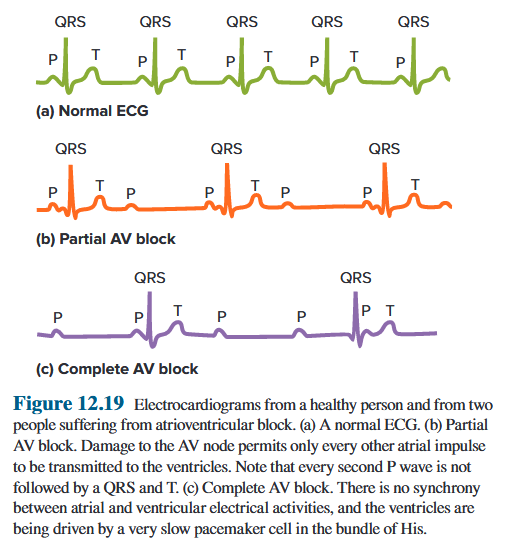 QRS QRS QRS QRS QRS
P T P T P T P T P
(a) Normal ECG
QRS QRS QRS
P T P P T P P T
(b) Partial AV block
QRS QRS
P P T P P P T
(c) Complete AV block
Figure 12.19 Electrocardiograms from a healthy person and from two
people suffering from atrioventricular block. (a) A normal ECG. (b) Partial
AV block. Damage to the AV node permits only every other atrial impulse
to be transmitted to the ventricles. Note that every second P wave is not
followed by a QRS and T. (c) Complete AV block. There is no synchrony
between atrial and ventricular electrical activities, and the ventricles are
being driven by a very slow pacemaker cell in the bundle of His.